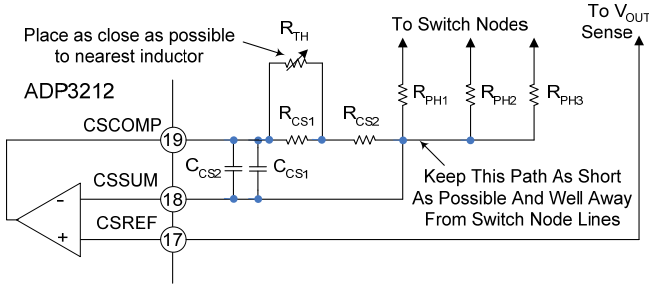 To V_OUT
Sense
To Switch Nodes
R_TH
Place as close as possible
to nearest inductor
ADP3212
R_PH1
R_PH2
R_PH3
R_CS1
R_CS2
CSCOMP
19
C_CS2
C_CS1
Keep This Path As Short
As Possible And Well Away
From Switch Node Lines
CSSUM
18
-
CSREF
17
+